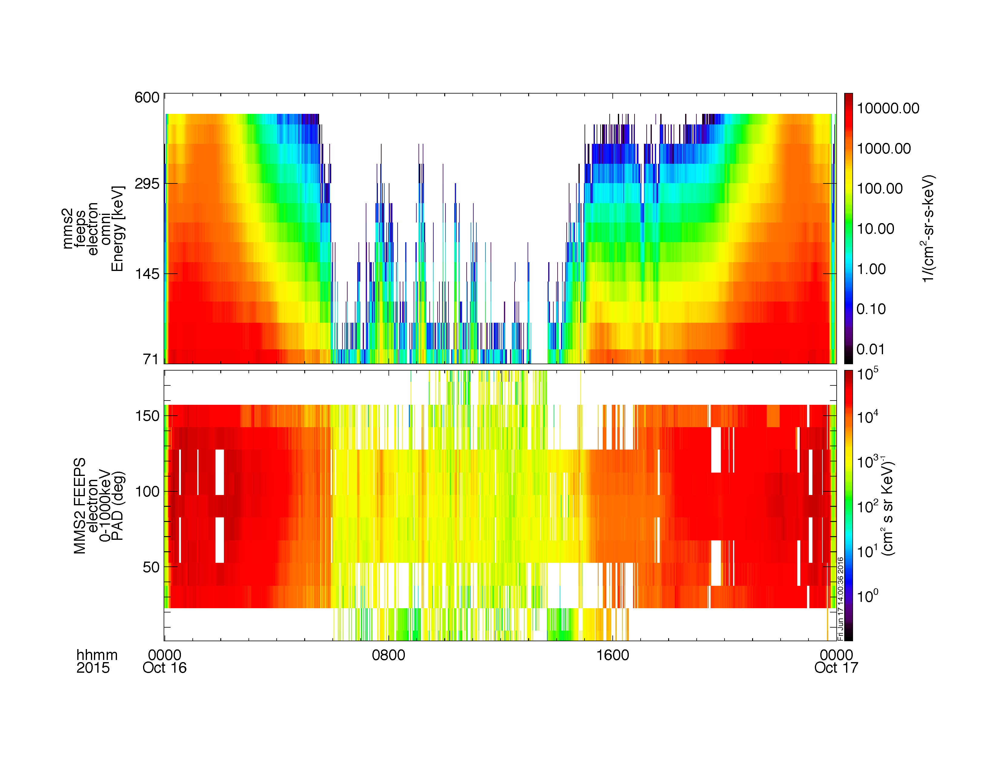 600
295
145
71
mms2
feeps
electron
omni
Energy [keV]
10000.00
1000.00
100.00
10.00
1.00
0.10
0.01
1/(cm²-sr-s-keV)
150
100
50
MMS2 FEEPS
electron
0-1000keV
PAD (deg)
10⁵
10⁴
10³
10²
10¹
10⁰
(cm² s sr KeV)⁻¹
Fri Jun 17 14:00:36 2016
hhmm
2015
0000
Oct 16
0800
1600
0000
Oct 17